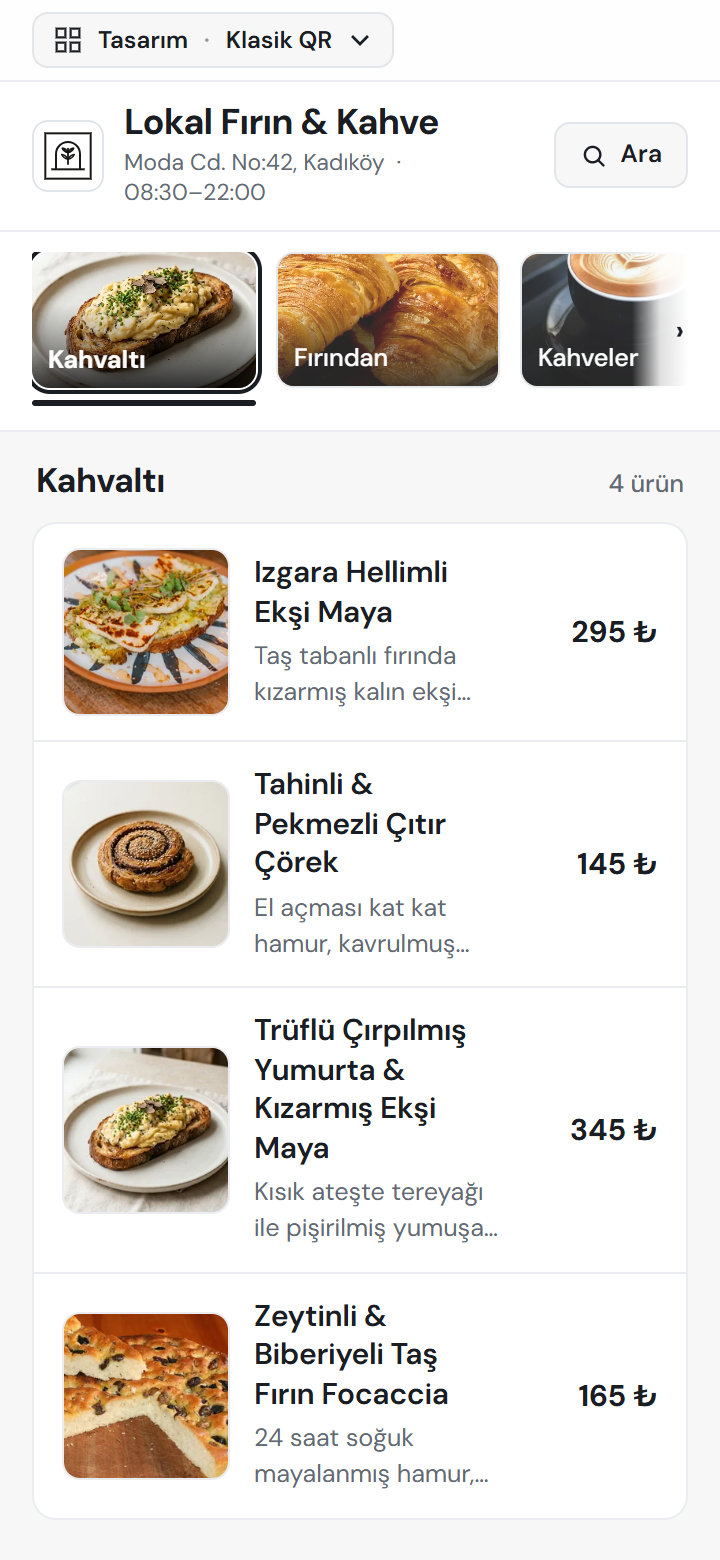 Tasarım · Klasik QR
Lokal Fırın & Kahve
Moda Cd. No:42, Kadıköy ·
08:30–22:00
Ara
Kahvaltı
Fırından
Kahveler
›
Kahvaltı
4 ürün
Izgara Hellimli
Ekşi Maya
Taş tabanlı fırında
kızarmış kalın ekşi...
295 ₺
Tahinli &
Pekmezli Çıtır
Çörek
El açması kat kat
hamur, kavrulmuş...
145 ₺
Trüflü Çırpılmış
Yumurta &
Kızarmış Ekşi
Maya
Kısık ateşte tereyağı
ile pişirilmiş yumuşa...
345 ₺
Zeytinli &
Biberiyeli Taş
Fırın Focaccia
24 saat soğuk
mayalanmış hamur,...
165 ₺